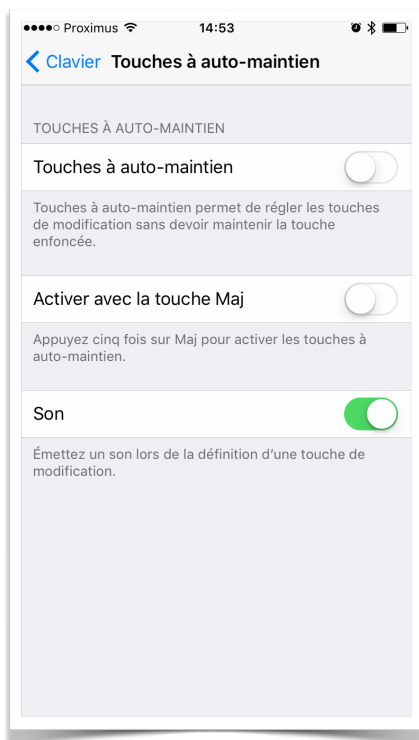 Proximus 14:53
Clavier Touches à auto-maintien
TOUCHES À AUTO-MAINTIEN
Touches à auto-maintien
Touches à auto-maintien permet de régler les touches
de modification sans devoir maintenir la touche
enfoncée.
Activer avec la touche Maj
Appuyez cinq fois sur Maj pour activer les touches à
auto-maintien.
Son
Émettez un son lors de la définition d’une touche de
modification.